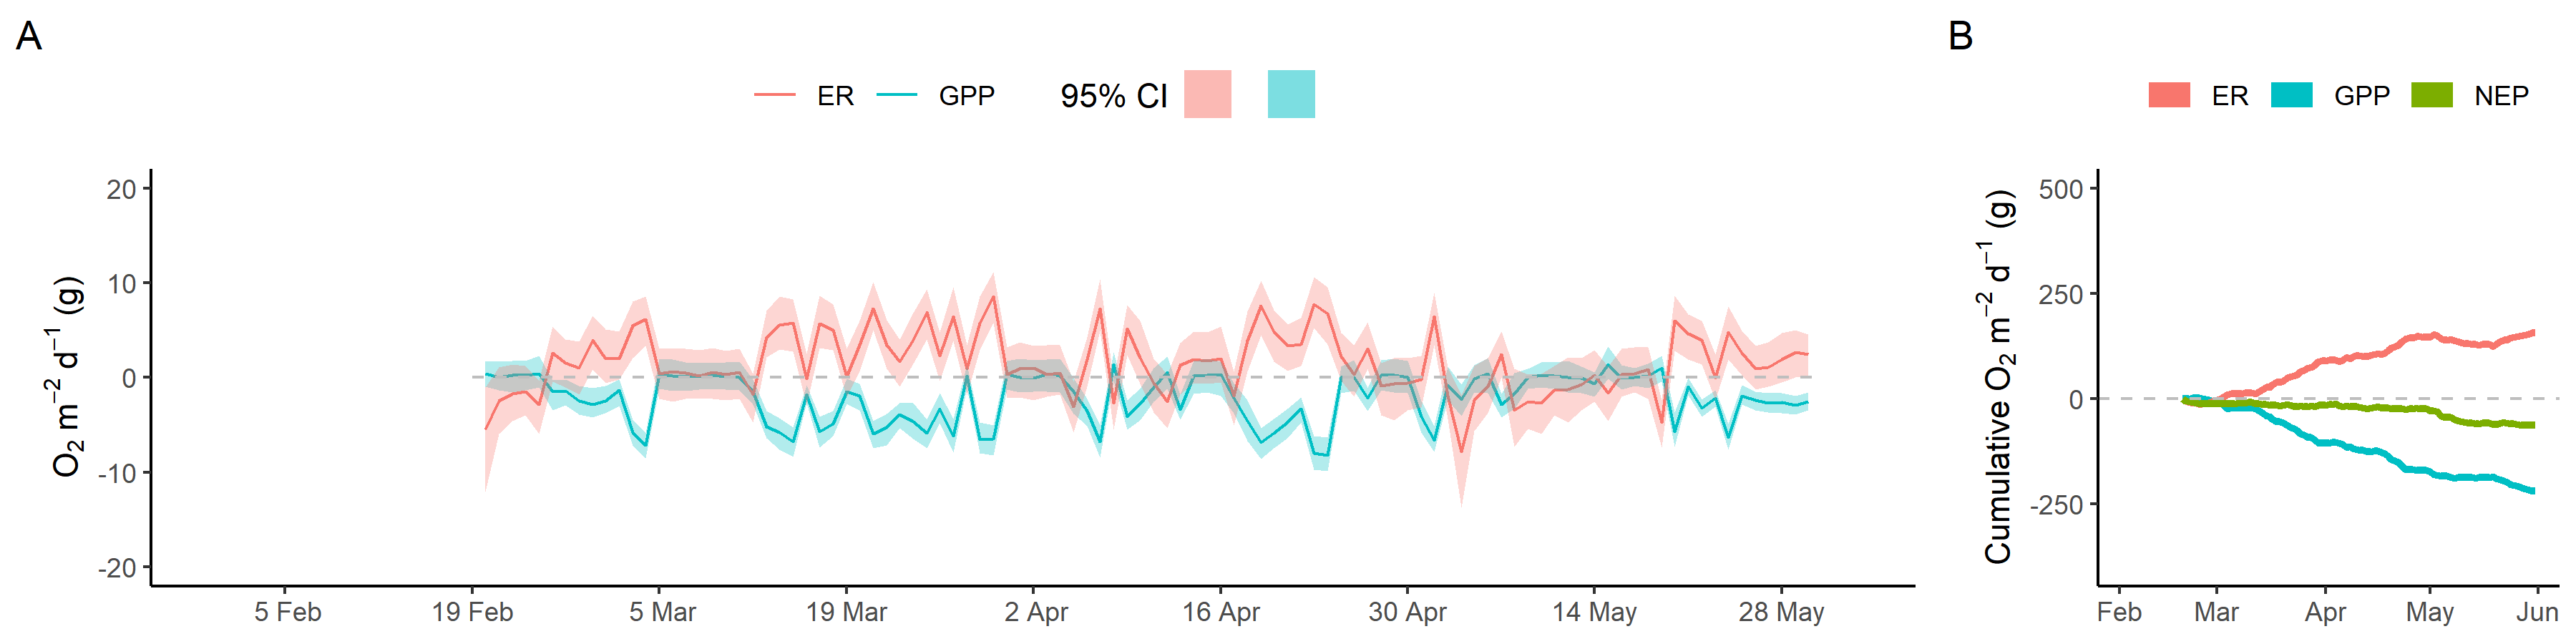 A
ER GPP 95% CI
O₂ m⁻² d⁻¹ (g)
20
10
0
-10
-20
5 Feb 19 Feb 5 Mar 19 Mar 2 Apr 16 Apr 30 Apr 14 May 28 May
B
ER GPP NEP
Cumulative O₂ m⁻² d⁻¹ (g)
500
250
0
-250
Feb Mar Apr May Jun